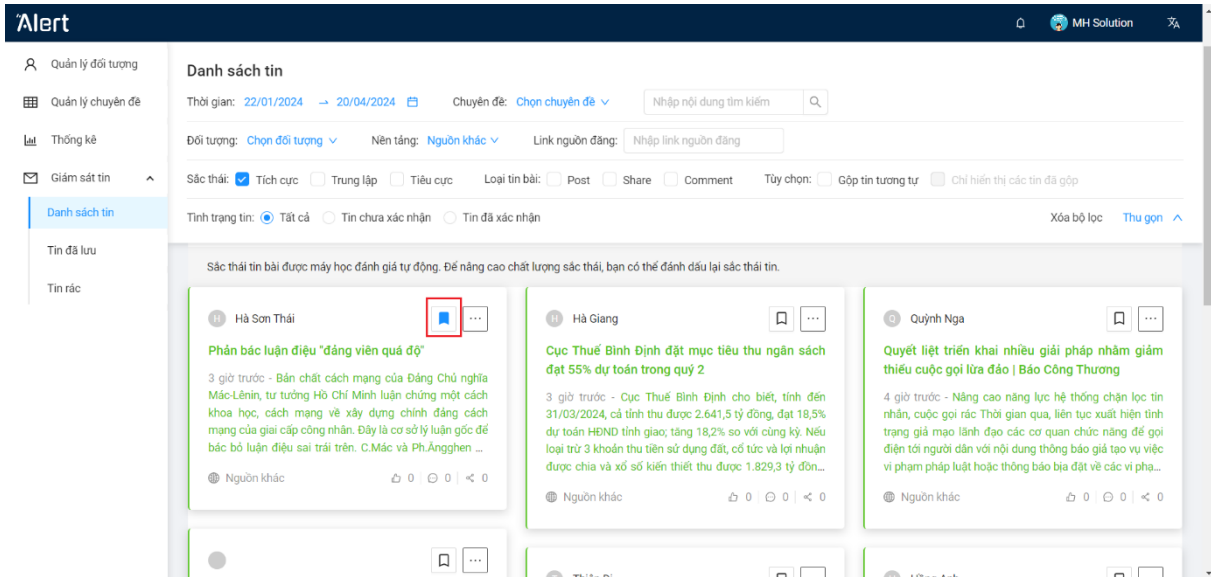 Alert
MH Solution
Quản lý đối tượng
Quản lý chuyên đề
Thống kê
Giám sát tin
Danh sách tin
Tin đã lưu
Tin rác
Danh sách tin
Thời gian: 22/01/2024 → 20/04/2024 Chuyên đề: Chọn chuyên đề Nhập nội dung tìm kiếm
Đối tượng: Chọn đối tượng Nền tảng: Nguồn khác Link nguồn đăng: Nhập link nguồn đăng
Sắc thái: Tích cực Trung lập Tiêu cực Loại tin bài: Post Share Comment Tùy chọn: Gộp tin tương tự Chỉ hiển thị các tin đã gộp
Tình trạng tin: Tất cả Tin chưa xác nhận Tin đã xác nhận Xóa bộ lọc Thu gọn
Sắc thái tin bài được máy học đánh giá tự động. Để nâng cao chất lượng sắc thái, bạn có thể đánh dấu lại sắc thái tin.
H Hà Sơn Thái
Phản bác luận điệu "đảng viên quá độ"
3 giờ trước - Bản chất cách mạng của Đảng Chủ nghĩa
Mác-Lênin, tư tưởng Hồ Chí Minh luận chứng một cách
khoa học, cách mạng về xây dựng chính đảng cách
mạng của giai cấp công nhân. Đây là cơ sở lý luận gốc để
bác bỏ luận điệu sai trái trên. C.Mác và Ph.Ăngghen ...
Nguồn khác 0 0 0
H Hà Giang
Cục Thuế Bình Định đặt mục tiêu thu ngân sách
đạt 55% dự toán trong quý 2
3 giờ trước - Cục Thuế Bình Định cho biết, tính đến
31/03/2024, cả tỉnh thu được 2.641,5 tỷ đồng, đạt 18,5%
dự toán HĐND tỉnh giao; tăng 18,2% so với cùng kỳ. Nếu
loại trừ 3 khoản thu tiền sử dụng đất, cổ tức và lợi nhuận
được chia và xổ số kiến thiết thu được 1.829,3 tỷ đồn...
Nguồn khác 0 0 0
Q Quỳnh Nga
Quyết liệt triển khai nhiều giải pháp nhằm giảm
thiểu cuộc gọi lừa đảo | Báo Công Thương
4 giờ trước - Nâng cao năng lực hệ thống chặn lọc tin
nhắn, cuộc gọi rác Thời gian qua, liên tục xuất hiện tình
trạng giả mạo lãnh đạo các cơ quan chức năng để gọi
điện tới người dân với nội dung thông báo giả tạo vụ việc
vi phạm pháp luật hoặc thông báo bịa đặt về các vi phạ...
Nguồn khác 0 0 0